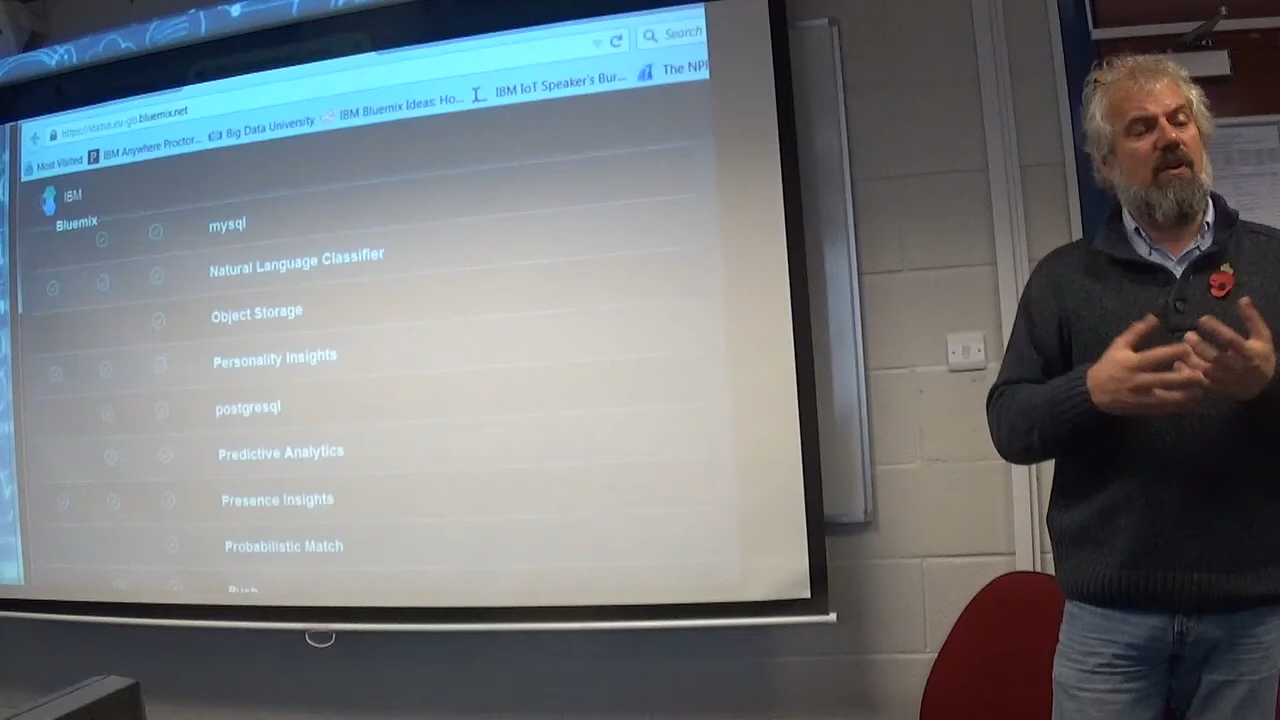 Search
https://status.eu-gb.bluemix.net
Most Visited IBM Anywhere Proctor... Big Data University IBM Bluemix Ideas: Ho... IBM IoT Speaker's Bur... The NPI
IBM
Bluemix
mysql
Natural Language Classifier
Object Storage
Personality Insights
postgresql
Predictive Analytics
Presence Insights
Probabilistic Match